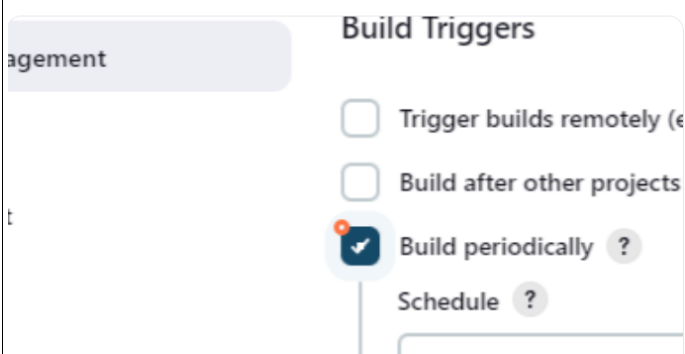 Build Triggers
agement
Trigger builds remotely (e
Build after other projects
t
Build periodically ?
Schedule ?